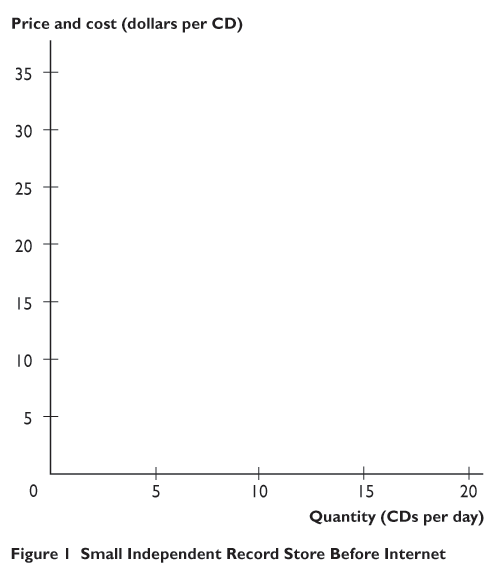 Price and cost (dollars per CD)
35
30
25
20
15
10
5
0 5 10 15 20
Quantity (CDs per day)
Figure 1 Small Independent Record Store Before Internet